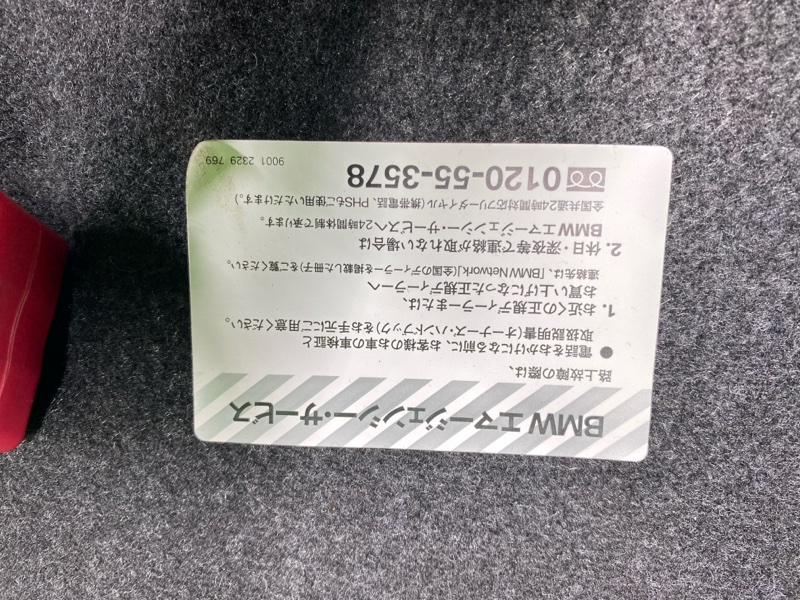 BMW エマージェンシー・サービス
路上故障の際は、
● 電話をおかけになる前に、お客様のお車の車検証と
取扱説明書(オーナーズ・ハンドブック)をお手元にご用意ください。
1. お近くの正規ディーラーまたは、
お買い上げになった正規ディーラーへ
連絡先は、「BMW Network」(全国のディーラーを掲載した冊子)をご覧ください。
2. 休日・深夜等で連絡が取れない場合は
BMWエマージェンシー・サービスへ24時間体制で承ります。
全国共通24時間対応フリーダイヤル(携帯電話、PHSもご使用いただけます。)
0120-55-3578
9001 2329 769